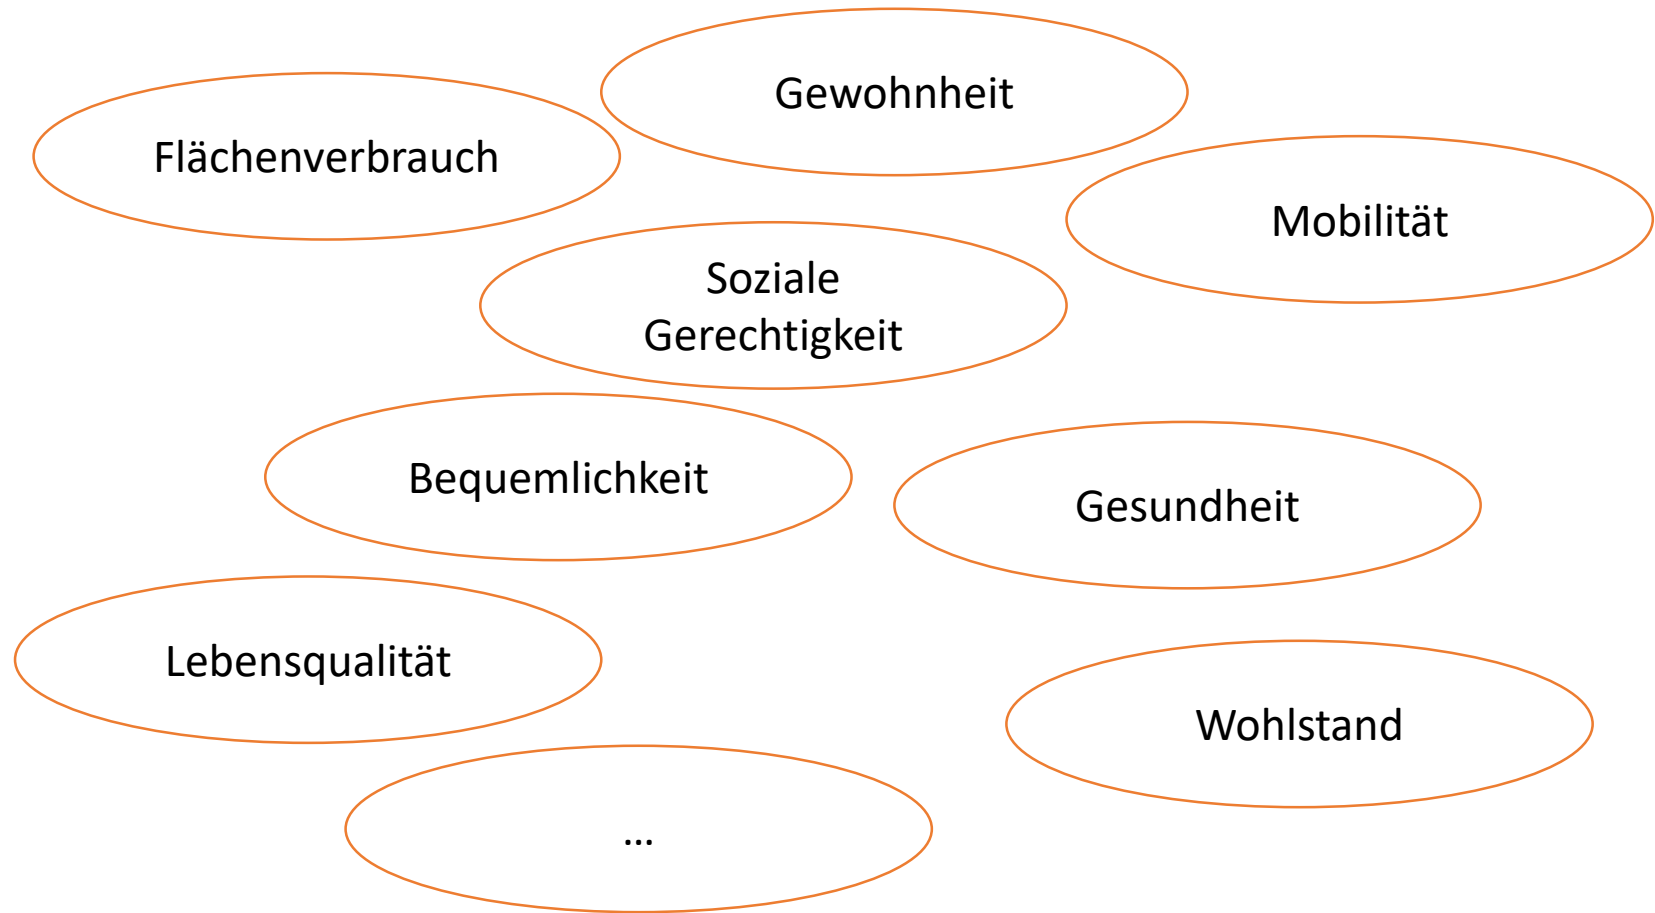 Gewohnheit
Flächenverbrauch
Mobilität
Soziale
Gerechtigkeit
Bequemlichkeit
Gesundheit
Lebensqualität
Wohlstand
...